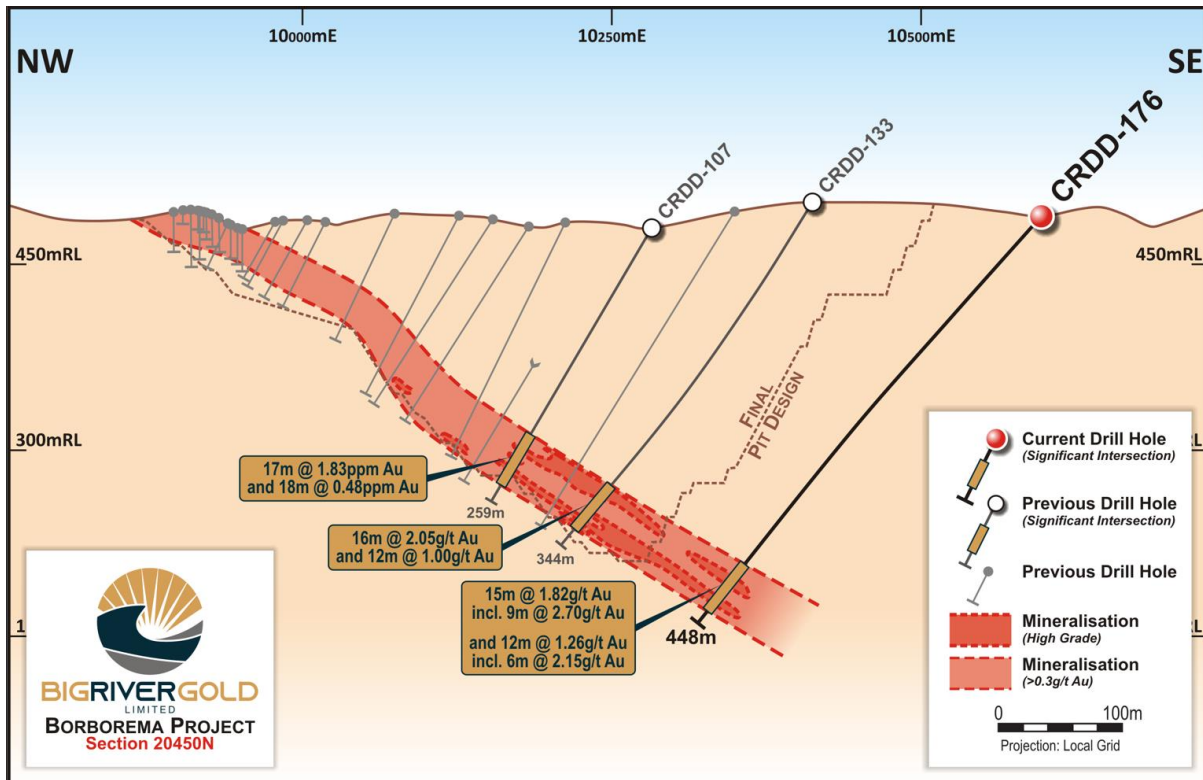 10000mE
10250mE
10500mE
NW
SE
CRDD-107
CRDD-133
CRDD-176
450mRL
450mRL
300mRL
FINAL
PIT DESIGN
17m @ 1.83ppm Au
and 18m @ 0.48ppm Au
259m
16m @ 2.05g/t Au
and 12m @ 1.00g/t Au
344m
15m @ 1.82g/t Au
incl. 9m @ 2.70g/t Au
and 12m @ 1.26g/t Au
incl. 6m @ 2.15g/t Au
448m
BIGRIVERGOLD
LIMITED
BORBOREMA PROJECT
Section 20450N
Current Drill Hole
(Significant Intersection)
Previous Drill Hole
(Significant Intersection)
Previous Drill Hole
Mineralisation
(High Grade)
Mineralisation
(>0.3g/t Au)
0 100m
Projection: Local Grid